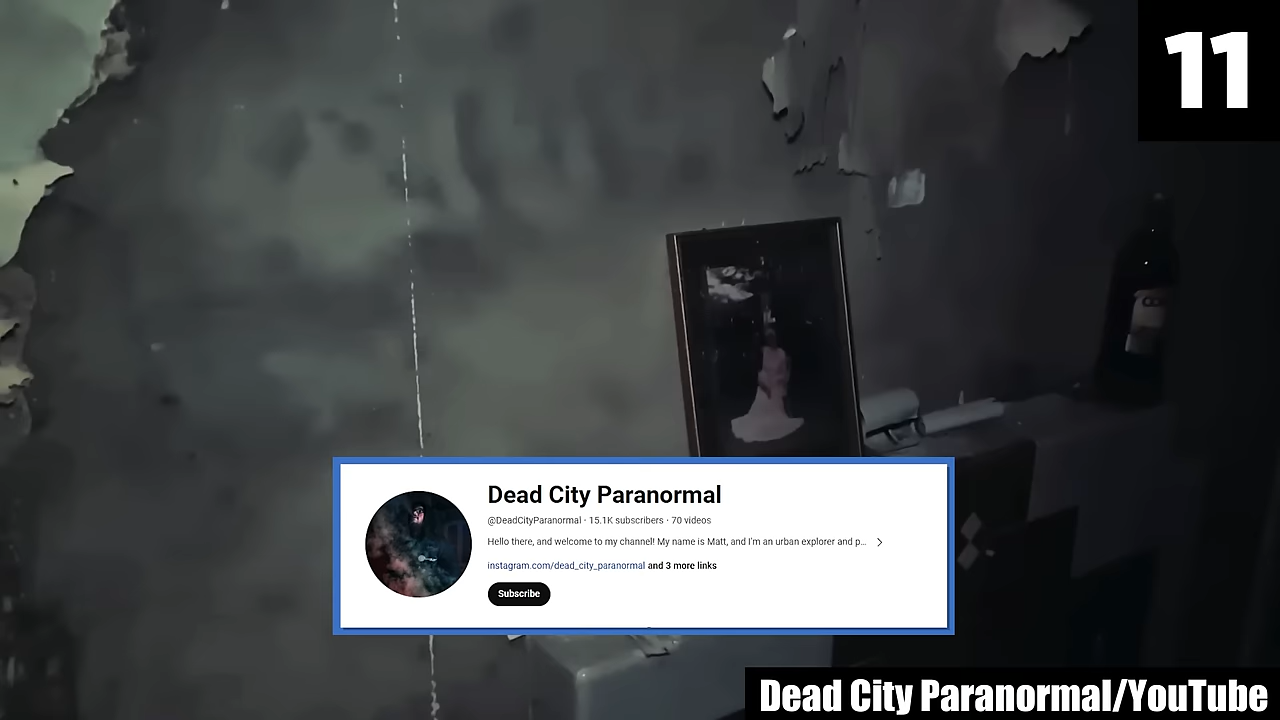 11
Dead City Paranormal
@DeadCityParanormal · 15.1K subscribers · 70 videos
Hello there, and welcome to my channel! My name is Matt, and I'm an urban explorer and p...
instagram.com/dead_city_paranormal and 3 more links
Subscribe
Dead City Paranormal/YouTube